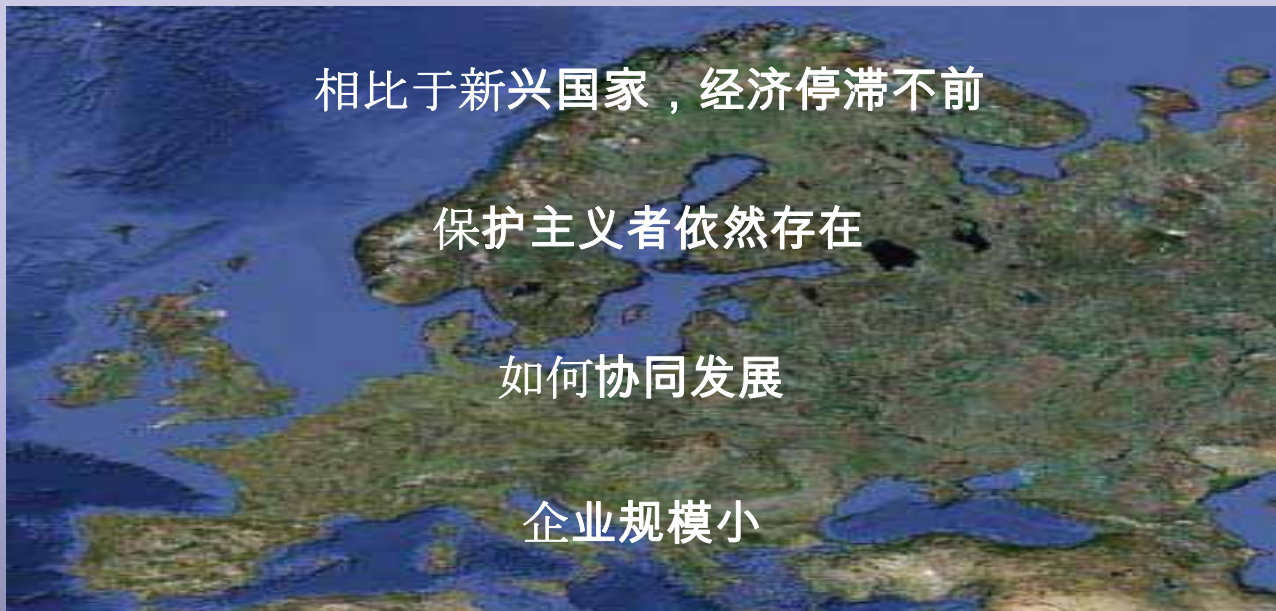 相比于新兴国家，经济停滞不前
保护主义者依然存在
如何协同发展
企业规模小